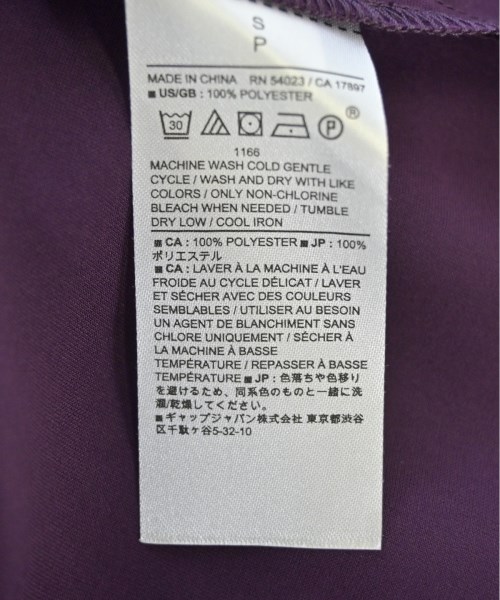 S
P
MADE IN CHINA RN 54023 / CA 17897
■ US/GB : 100% POLYESTER
30 P ®
1166
MACHINE WASH COLD GENTLE
CYCLE / WASH AND DRY WITH LIKE
COLORS / ONLY NON-CHLORINE
BLEACH WHEN NEEDED / TUMBLE
DRY LOW / COOL IRON
■ CA : 100% POLYESTER ■ JP : 100%
ポリエステル
■ CA : LAVER À LA MACHINE À L'EAU
FROIDE AU CYCLE DÉLICAT / LAVER
ET SÉCHER AVEC DES COULEURS
SEMBLABLES / UTILISER AU BESOIN
UN AGENT DE BLANCHIMENT SANS
CHLORE UNIQUEMENT / SÉCHER À
LA MACHINE À BASSE
TEMPÉRATURE / REPASSER À BASSE
TEMPÉRATURE ■ JP : 色落ちや色移り
を避けるため、同系色のものと一緒に洗
濯/乾燥してください。
■ ギャップジャパン株式会社 東京都渋谷
区千駄ヶ谷5-32-10